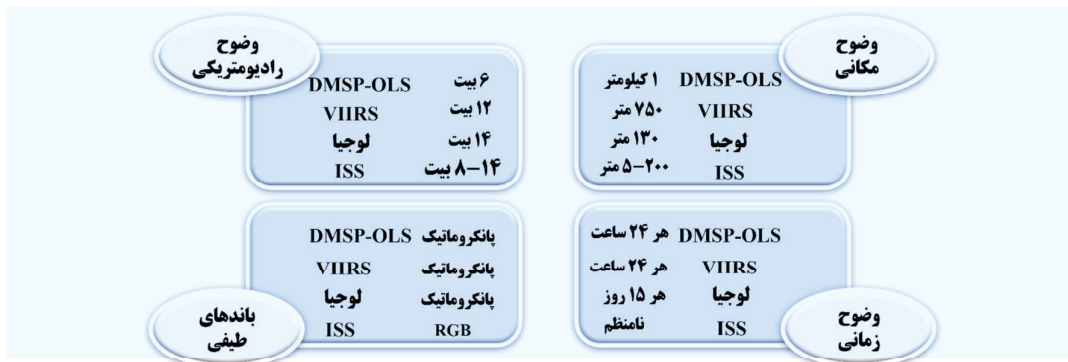 وضوح
مکانی
DMSP-OLS ۱ کیلومتر
VIIRS ۷۵۰ متر
لوجیا ۱۳۰ متر
ISS ۵-۲۰۰ متر
وضوح
رادیومتریکی
۶ بیت DMSP-OLS
۱۲ بیت VIIRS
۱۴ بیت لوجیا
۸-۱۴ بیت ISS
DMSP-OLS هر ۲۴ ساعت
VIIRS هر ۲۴ ساعت
لوجیا هر ۱۵ روز
ISS نامنظم
وضوح
زمانی
پانکروماتیک DMSP-OLS
پانکروماتیک VIIRS
پانکروماتیک لوجیا
RGB ISS
باندهای
طیفی